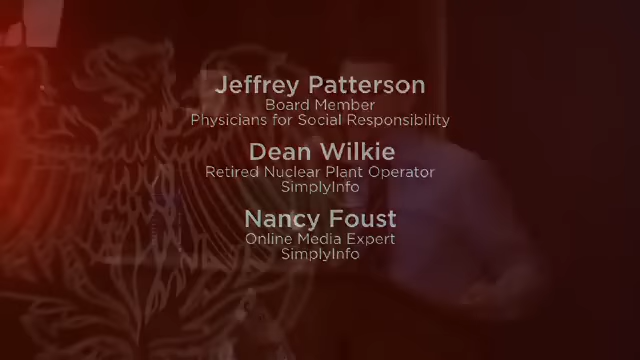 Jeffrey Patterson
Board Member
Physicians for Social Responsibility
Dean Wilkie
Retired Nuclear Plant Operator
SimplyInfo
Nancy Foust
Online Media Expert
SimplyInfo